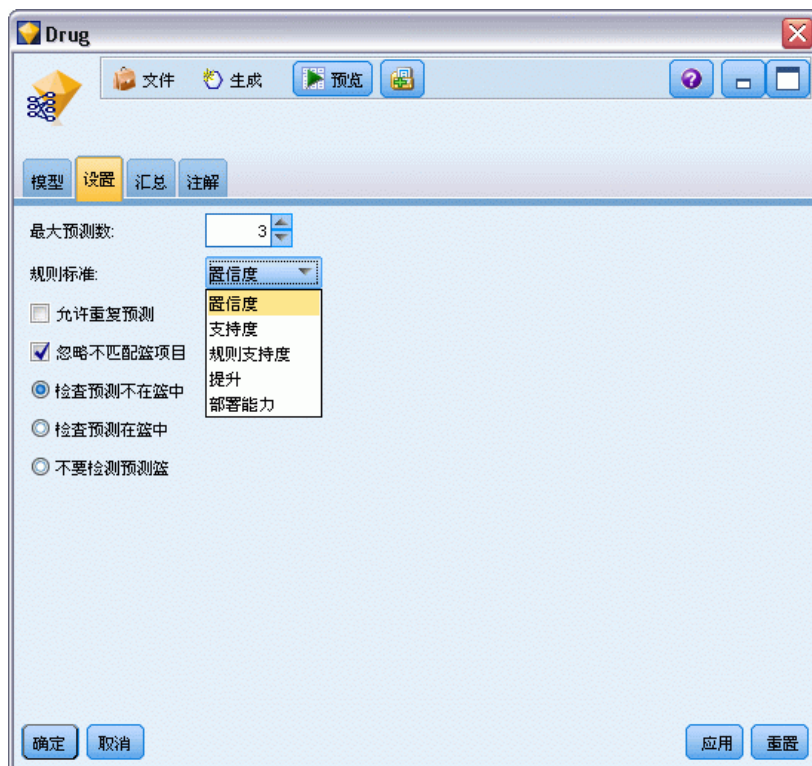 Drug
文件 生成 预览
模型 设置 汇总 注解
最大预测数: 3
规则标准: 置信度
置信度
支持度
规则支持度
提升
部署能力
允许重复预测
忽略不匹配篮项目
检查预测不在篮中
检查预测在篮中
不要检测预测篮
确定 取消 应用 重置